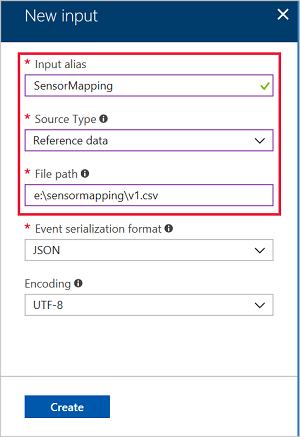 New input
* Input alias
SensorMapping
* Source Type
Reference data
* File path
e:\sensormapping\v1.csv
* Event serialization format
JSON
Encoding
UTF-8
Create